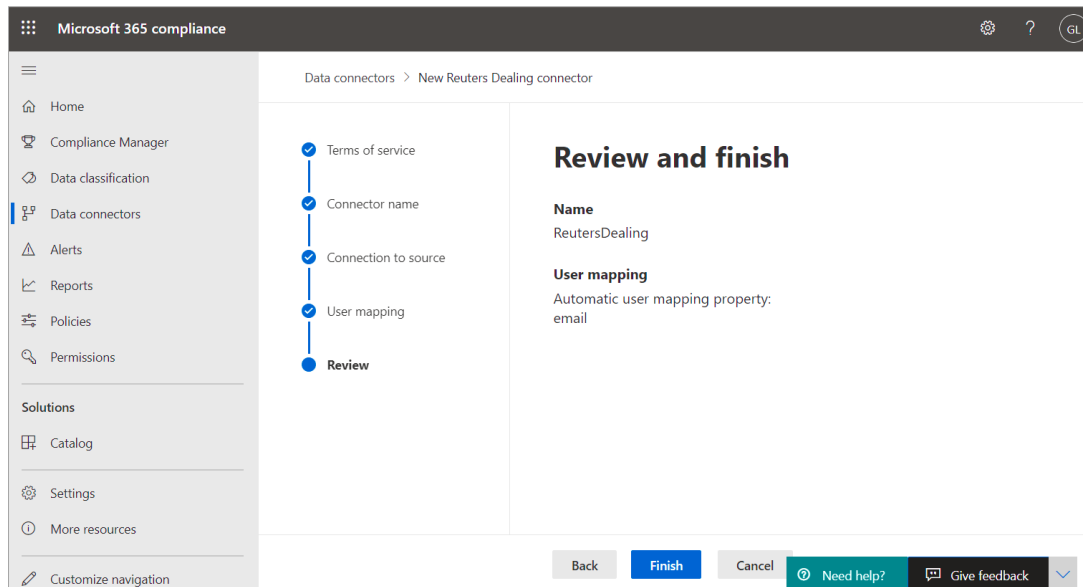 Microsoft 365 compliance
?
GL
Data connectors > New Reuters Dealing connector
Home
Compliance Manager
Data classification
Data connectors
Alerts
Reports
Policies
Permissions
Solutions
Catalog
Settings
More resources
Customize navigation
Terms of service
Connector name
Connection to source
User mapping
Review
Review and finish
Name
ReutersDealing
User mapping
Automatic user mapping property:
email
Back
Finish
Cancel
Need help?
Give feedback